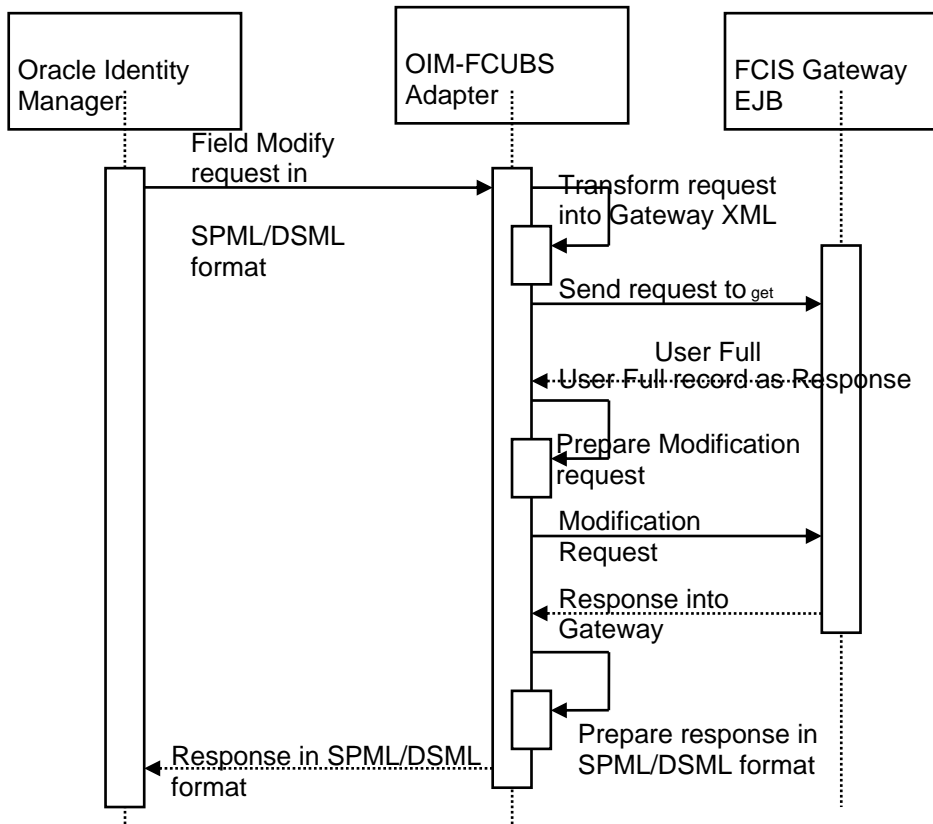 Oracle Identity
Manager
OIM-FCUBS
Adapter
FCIS Gateway
EJB
Field Modify
request in
SPML/DSML
format
Transform request
into Gateway XML
Send request to get
User Full
User Full record as Response
Prepare Modification
request
Modification
Request
Response into
Gateway
Prepare response in
SPML/DSML format
Response in SPML/DSML
format